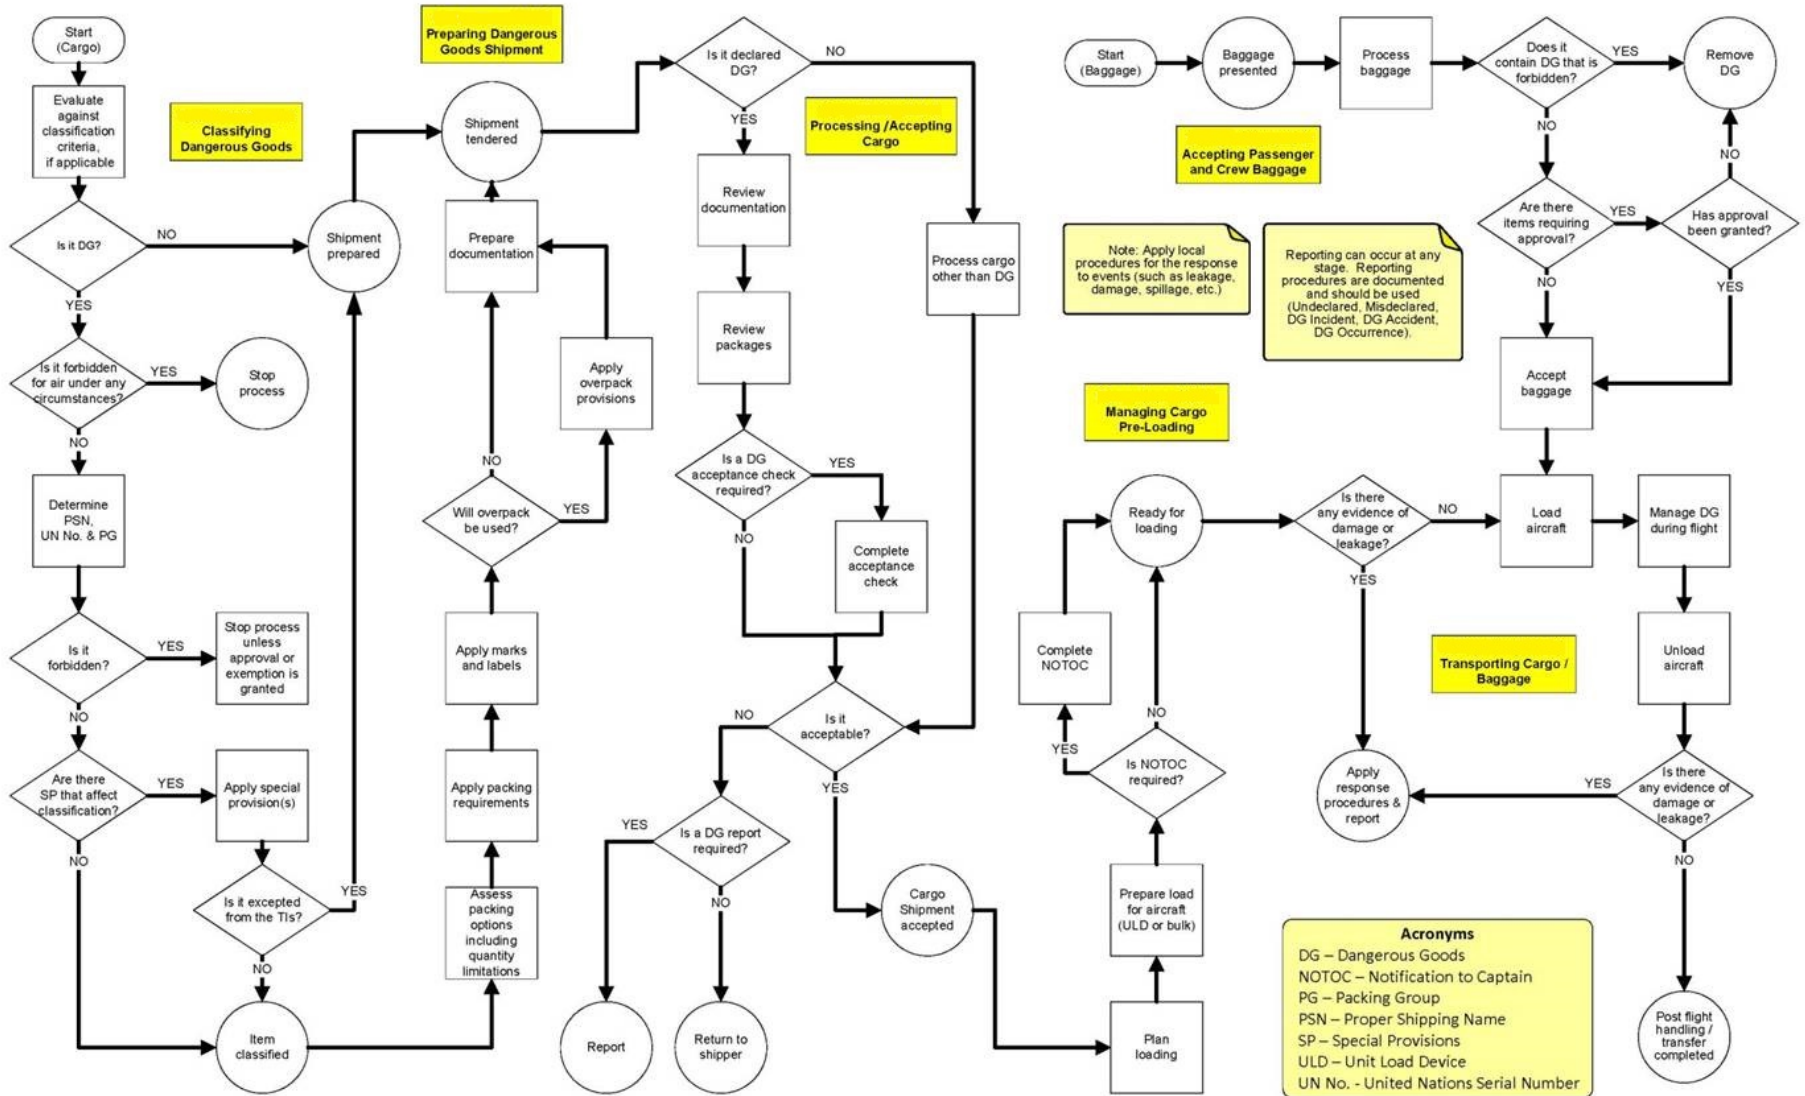 Start
(Cargo)
Evaluate
against
classification
criteria,
if applicable
Classifying
Dangerous Goods
Is it DG?
NO
YES
Shipment
prepared
Is it forbidden
for air under any
circumstances?
YES
NO
Stop
process
Determine
PSN,
UN No. & PG
Is it
forbidden?
YES
NO
Stop process
unless
approval or
exemption is
granted
Are there
SP that affect
classification?
YES
NO
Apply special
provision(s)
Is it excepted
from the TIs?
YES
NO
Item
classified
Preparing Dangerous
Goods Shipment
Shipment
tendered
Prepare
documentation
Apply
overpack
provisions
NO
Will overpack
be used?
YES
Apply marks
and labels
Apply packing
requirements
Assess
packing
options
including
quantity
limitations
Is it declared
DG?
NO
YES
Processing /Accepting
Cargo
Review
documentation
Process cargo
other than DG
Review
packages
Is a DG
acceptance check
required?
YES
NO
Complete
acceptance
check
Is it
acceptable?
NO
YES
Is a DG report
required?
YES
NO
Report
Return to
shipper
Cargo
Shipment
accepted
Start
(Baggage)
Baggage
presented
Process
baggage
Does it
contain DG that is
forbidden?
YES
NO
Remove
DG
Accepting Passenger
and Crew Baggage
Are there
items requiring
approval?
YES
NO
NO
Has approval
been granted?
YES
Note: Apply local
procedures for the response
to events (such as leakage,
damage, spillage, etc.)
Reporting can occur at any
stage. Reporting
procedures are documented
and should be used
(Undeclared, Misdeclared,
DG Incident, DG Accident,
DG Occurrence).
Accept
baggage
Managing Cargo
Pre-Loading
Ready for
loading
Is there
any evidence of
damage or
leakage?
NO
YES
Load
aircraft
Manage DG
during flight
Complete
NOTOC
YES
NO
Is NOTOC
required?
Prepare load
for aircraft
(ULD or bulk)
Plan
loading
Transporting Cargo /
Baggage
Unload
aircraft
Apply
response
procedures &
report
YES
Is there
any evidence of
damage or
leakage?
NO
Post flight
handling /
transfer
completed
Acronyms
DG – Dangerous Goods
NOTOC – Notification to Captain
PG – Packing Group
PSN – Proper Shipping Name
SP – Special Provisions
ULD – Unit Load Device
UN No. - United Nations Serial Number